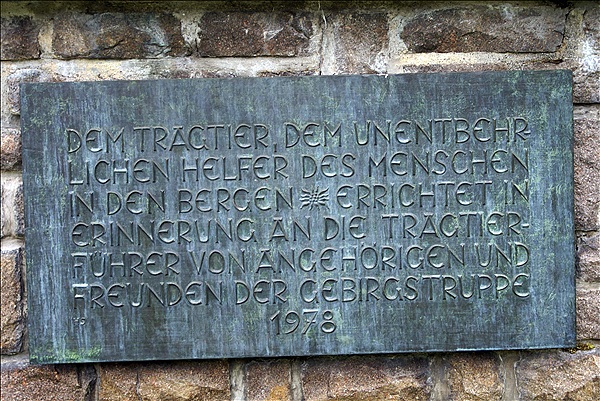 DEM TRAGTIER, DEM UNENTBEHR-
LICHEN HELFER DES MENSCHEN
IN DEN BERGEN ERRICHTET IN
ERINNERUNG AN DIE TRAGTIER-
FÜHRER VON ANGEHÖRIGEN UND
FREUNDEN DER GEBIRGSTRUPPE
1978